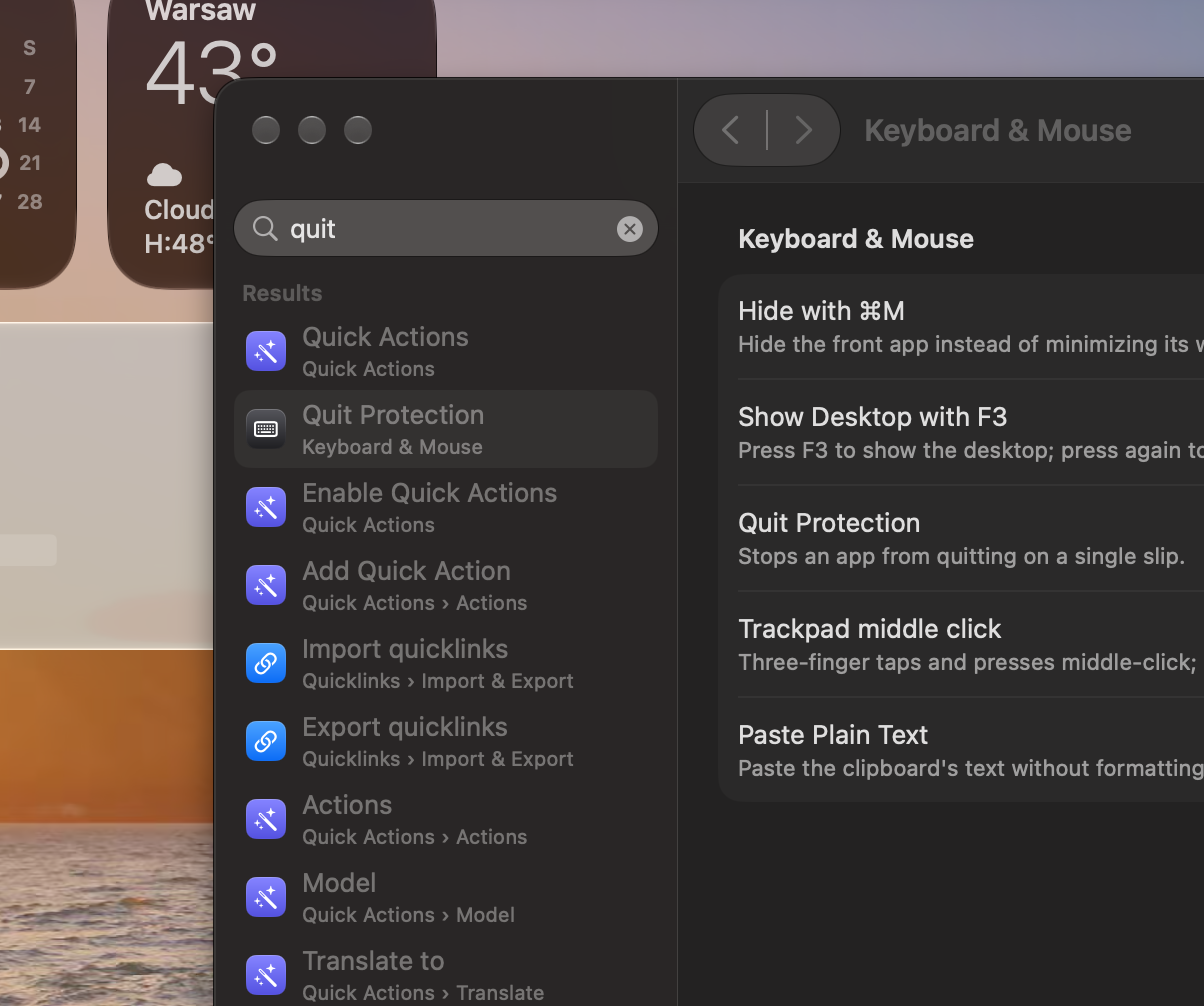 Warsaw
43°
S
7
14
21
28
Cloud
H:48°
quit
Results
Quick Actions
Quick Actions
Quit Protection
Keyboard & Mouse
Enable Quick Actions
Quick Actions
Add Quick Action
Quick Actions › Actions
Import quicklinks
Quicklinks › Import & Export
Export quicklinks
Quicklinks › Import & Export
Actions
Quick Actions › Actions
Model
Quick Actions › Model
Translate to
Quick Actions › Translate
Keyboard & Mouse
Keyboard & Mouse
Hide with ⌘M
Hide the front app instead of minimizing its
Show Desktop with F3
Press F3 to show the desktop; press again to
Quit Protection
Stops an app from quitting on a single slip.
Trackpad middle click
Three-finger taps and presses middle-click;
Paste Plain Text
Paste the clipboard's text without formatting